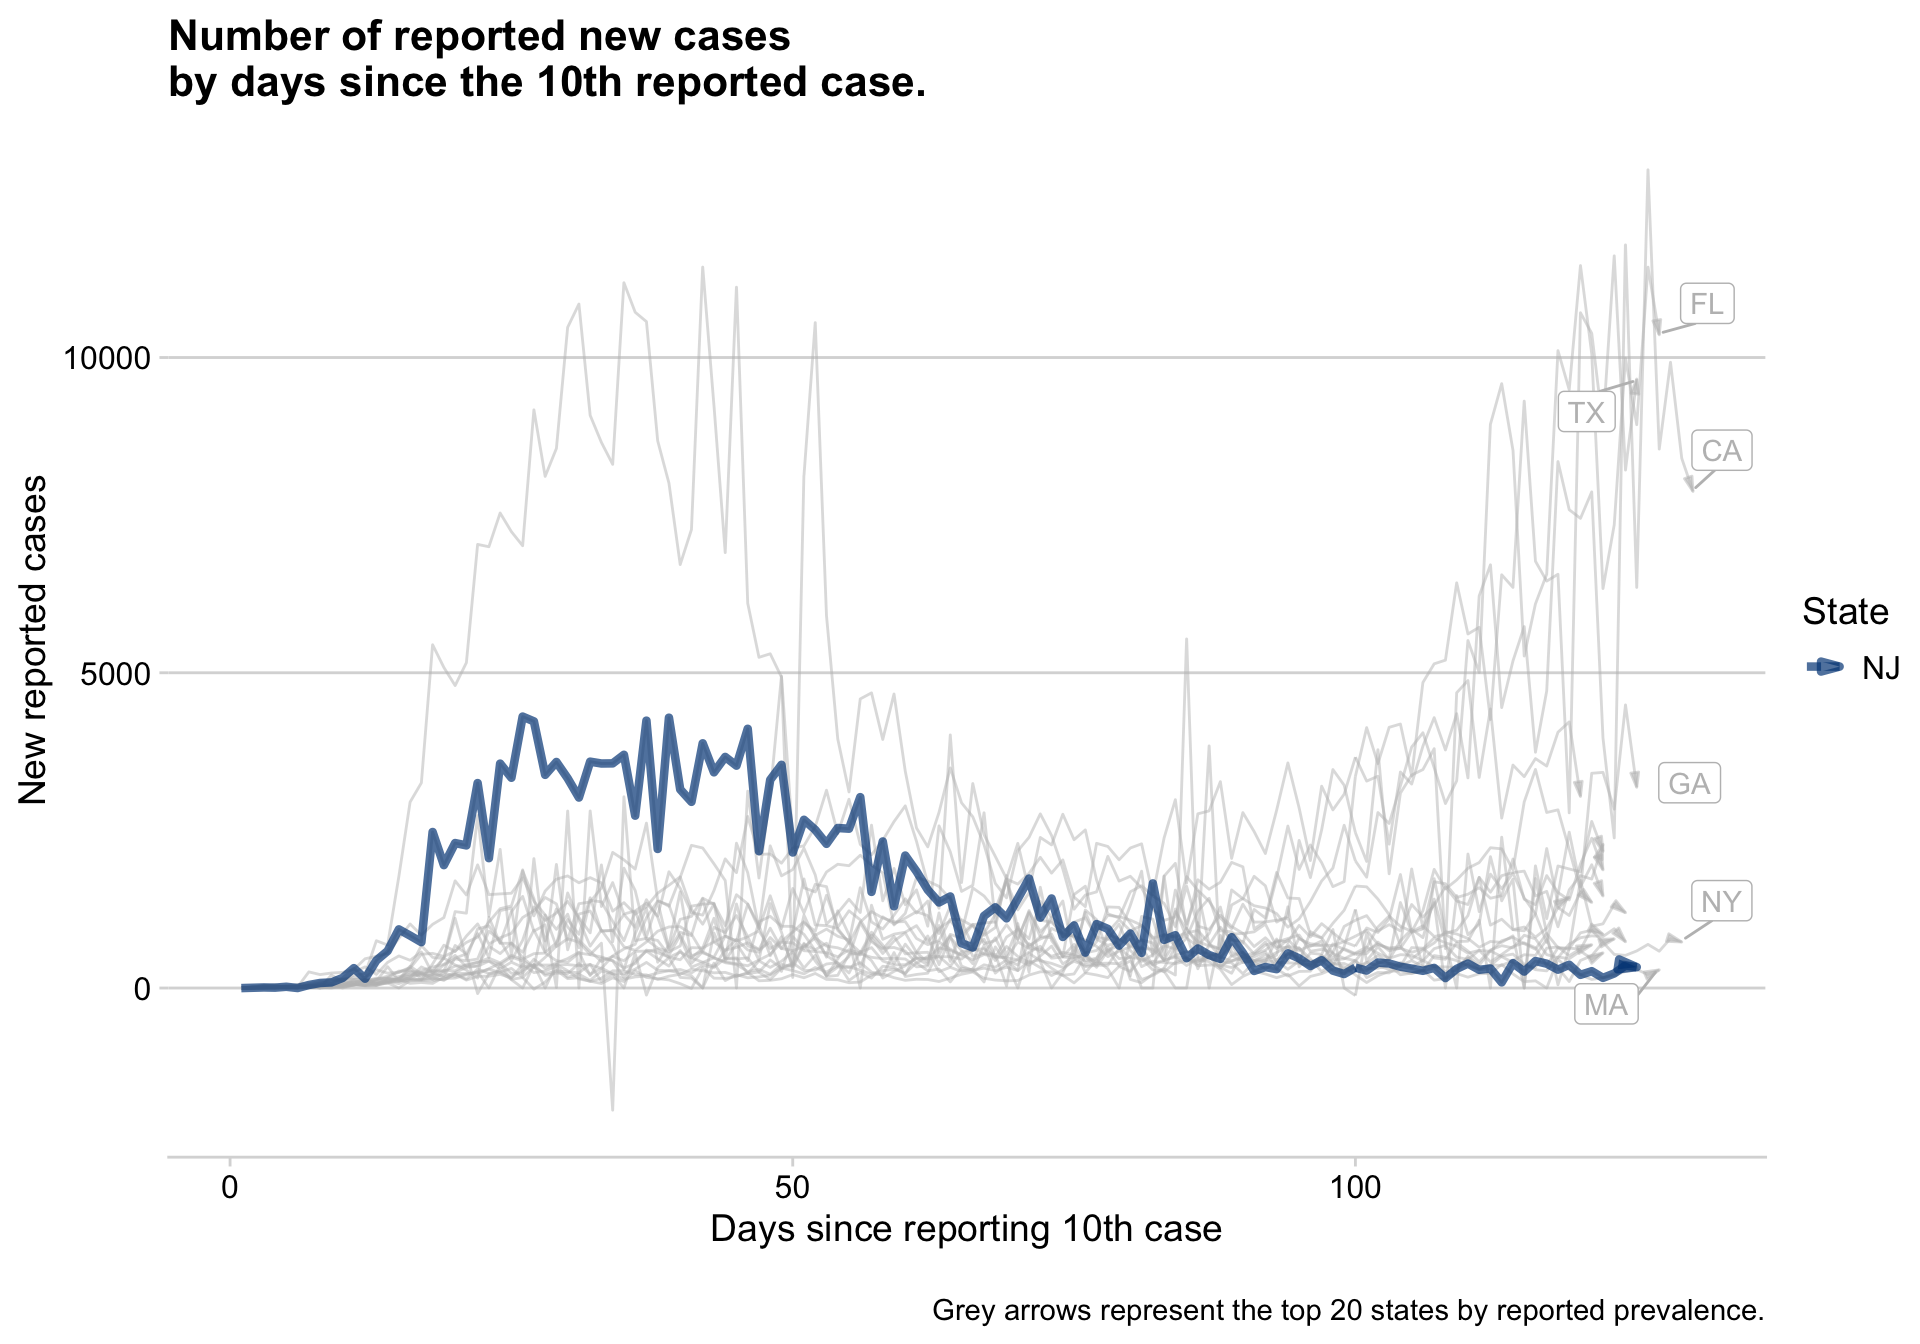 Number of reported new cases
by days since the 10th reported case.
New reported cases
10000
5000
0
FL
TX
CA
GA
NY
MA
State
NJ
0
50
100
Days since reporting 10th case
Grey arrows represent the top 20 states by reported prevalence.